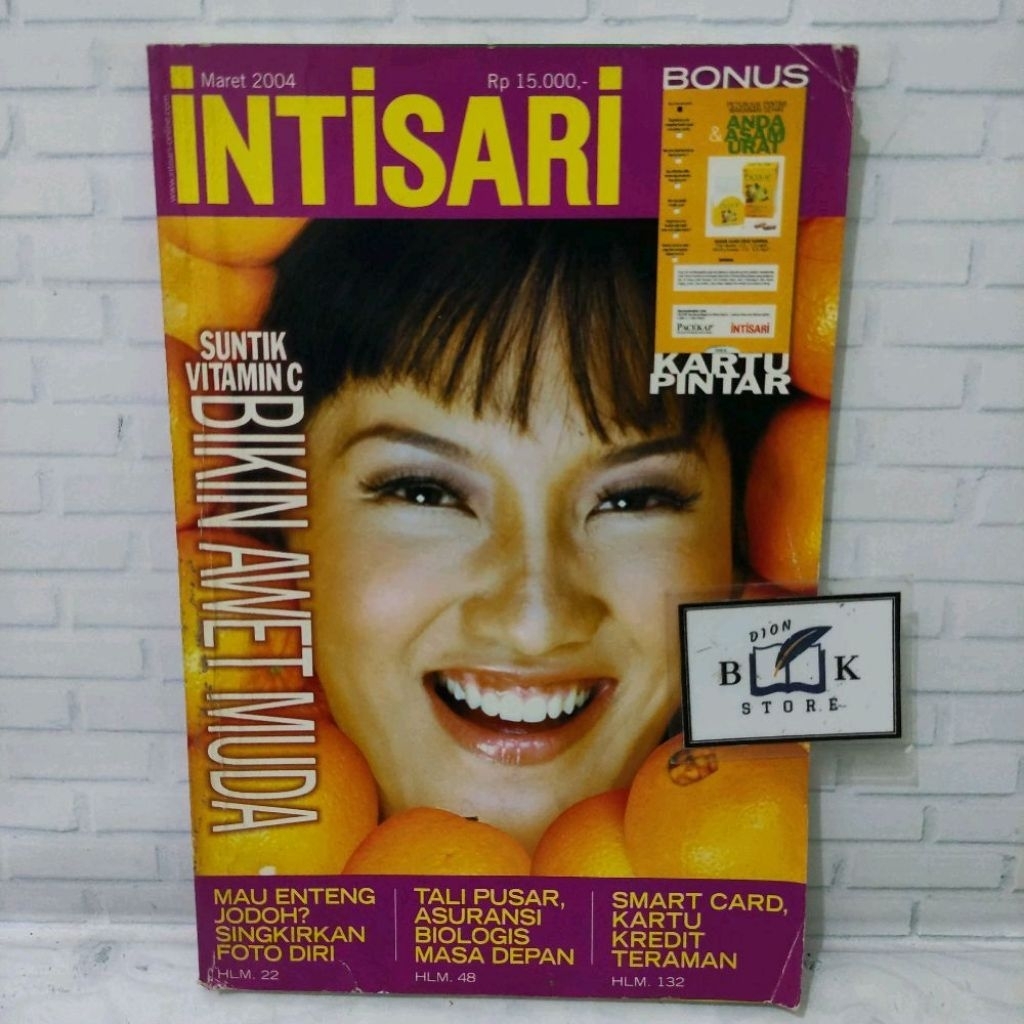 Maret 2004
Rp 15.000,-
INTISARI
BONUS
ANDA
& ASAM
URAT
PACEKAP
INTISARI
KARTU
PINTAR
SUNTIK
VITAMIN C
BIKIN AWET MUDA
DION
BOOK
STORE
MAU ENTENG
JODOH?
SINGKIRKAN
FOTO DIRI
HLM. 22
TALI PUSAR,
ASURANSI
BIOLOGIS
MASA DEPAN
HLM. 48
SMART CARD,
KARTU
KREDIT
TERAMAN
HLM. 132